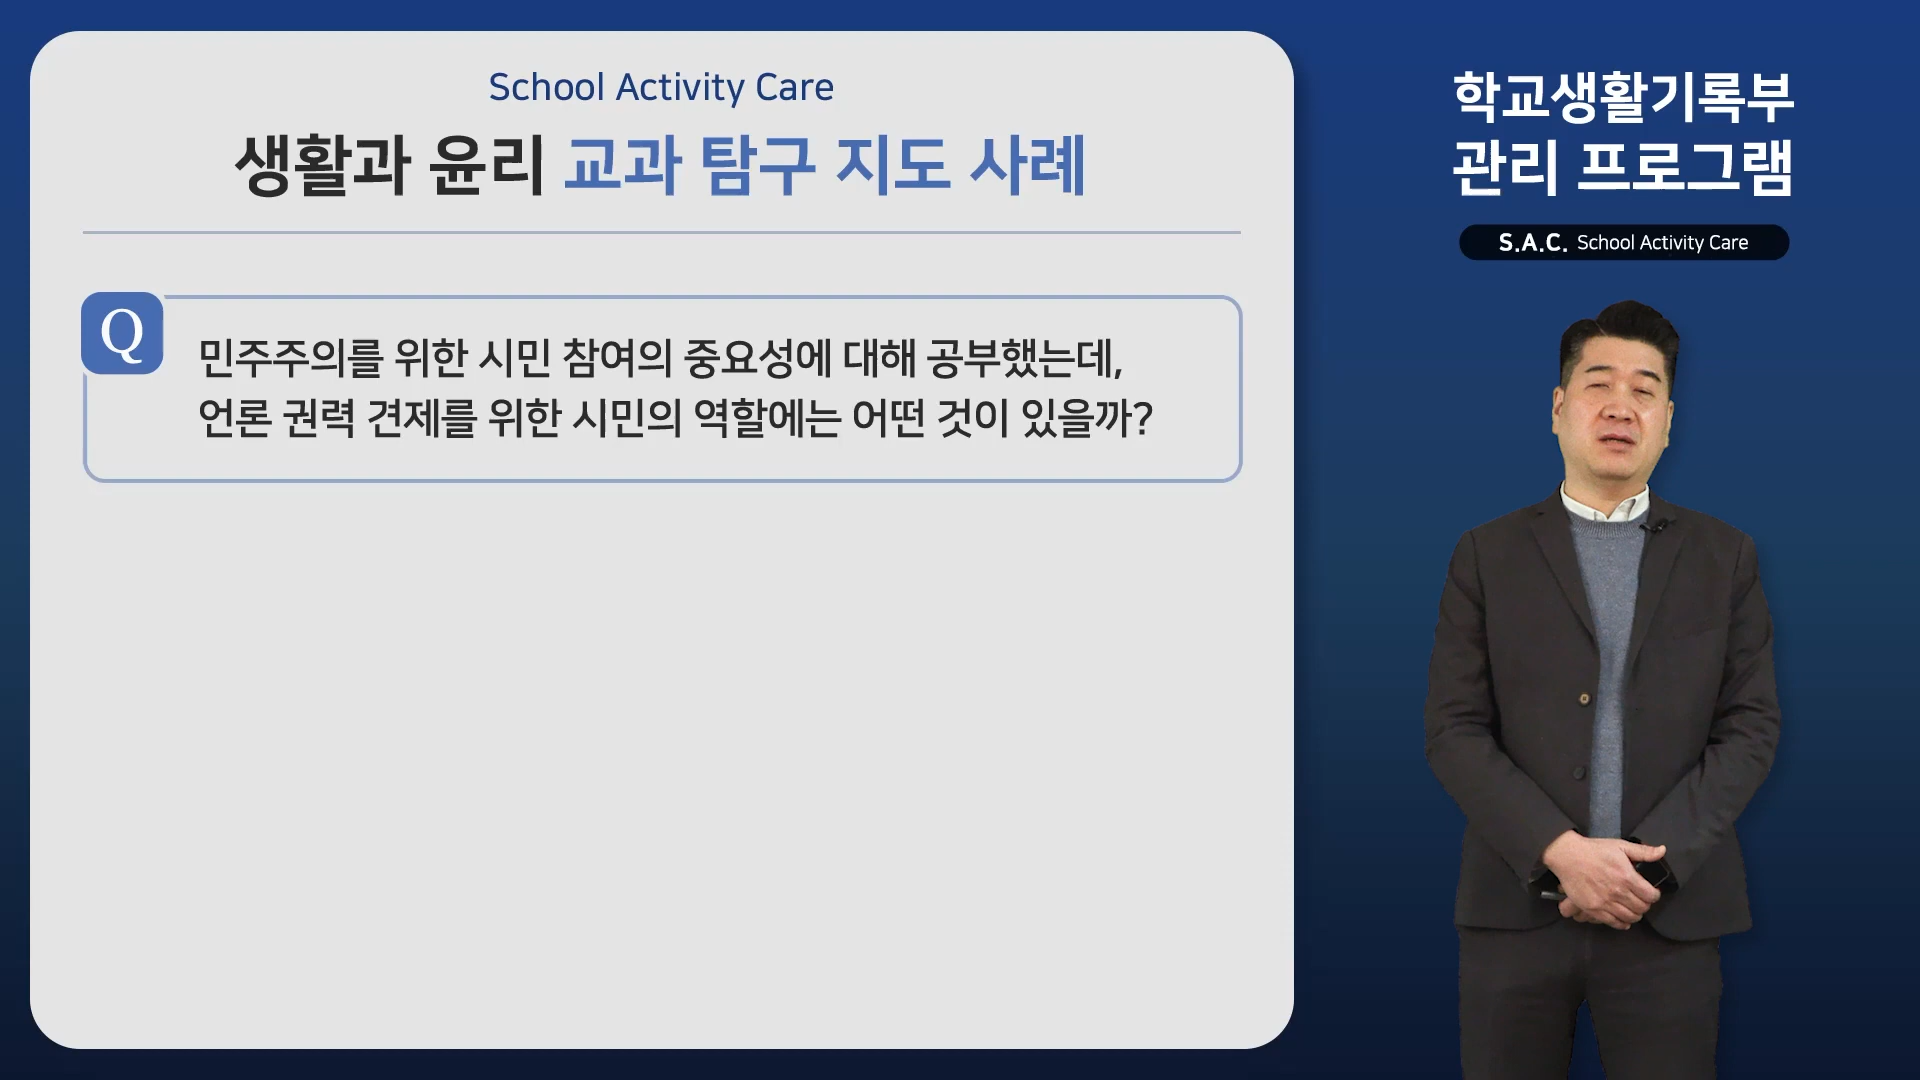 School Activity Care
생활과 윤리 교과 탐구 지도 사례
Q
민주주의를 위한 시민 참여의 중요성에 대해 공부했는데,
언론 권력 견제를 위한 시민의 역할에는 어떤 것이 있을까?
학교생활기록부
관리 프로그램
S.A.C. School Activity Care